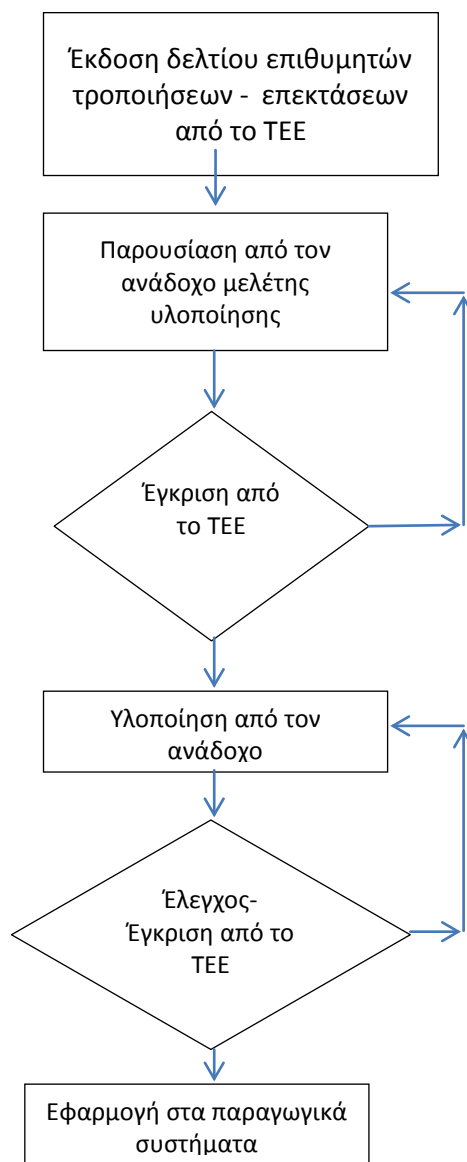 Έκδοση δελτίου επιθυμητών
τροποιήσεων - επεκτάσεων
από το ΤΕΕ
Παρουσίαση από τον
ανάδοχο μελέτης
υλοποίησης
Έγκριση από
το ΤΕΕ
Υλοποίηση από τον
ανάδοχο
Έλεγχος-
Έγκριση από το
ΤΕΕ
Εφαρμογή στα παραγωγικά
συστήματα